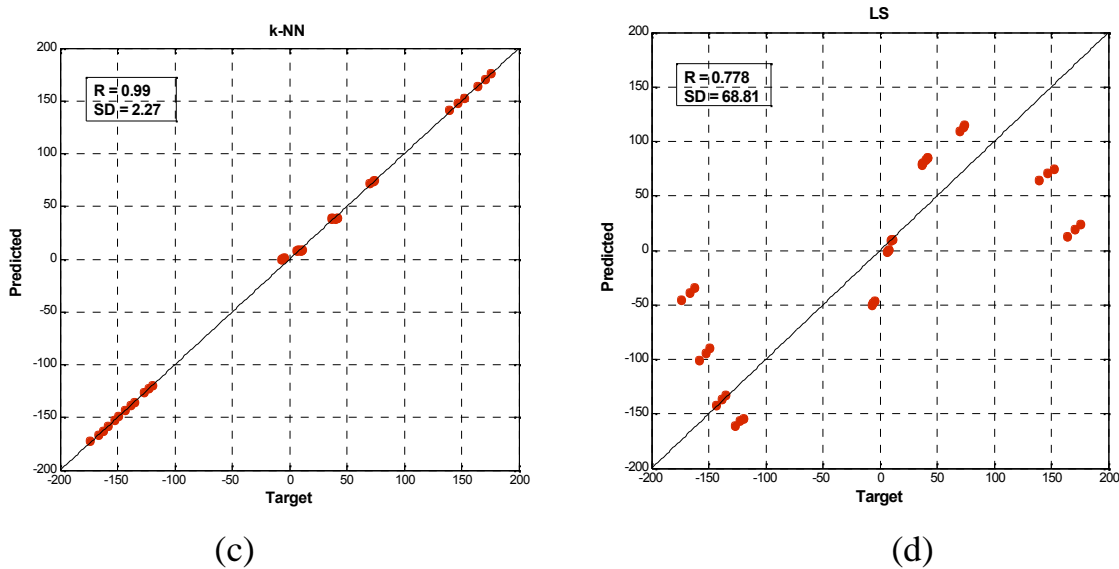 k-NN
200
150
100
50
0
-50
-100
-150
-200
R = 0.99
SD = 2.27
Predicted
-200 -150 -100 -50 0 50 100 150 200
Target
(c)
LS
200
150
100
50
0
-50
-100
-150
-200
R = 0.778
SD = 68.81
Predicted
-200 -150 -100 -50 0 50 100 150 200
Target
(d)